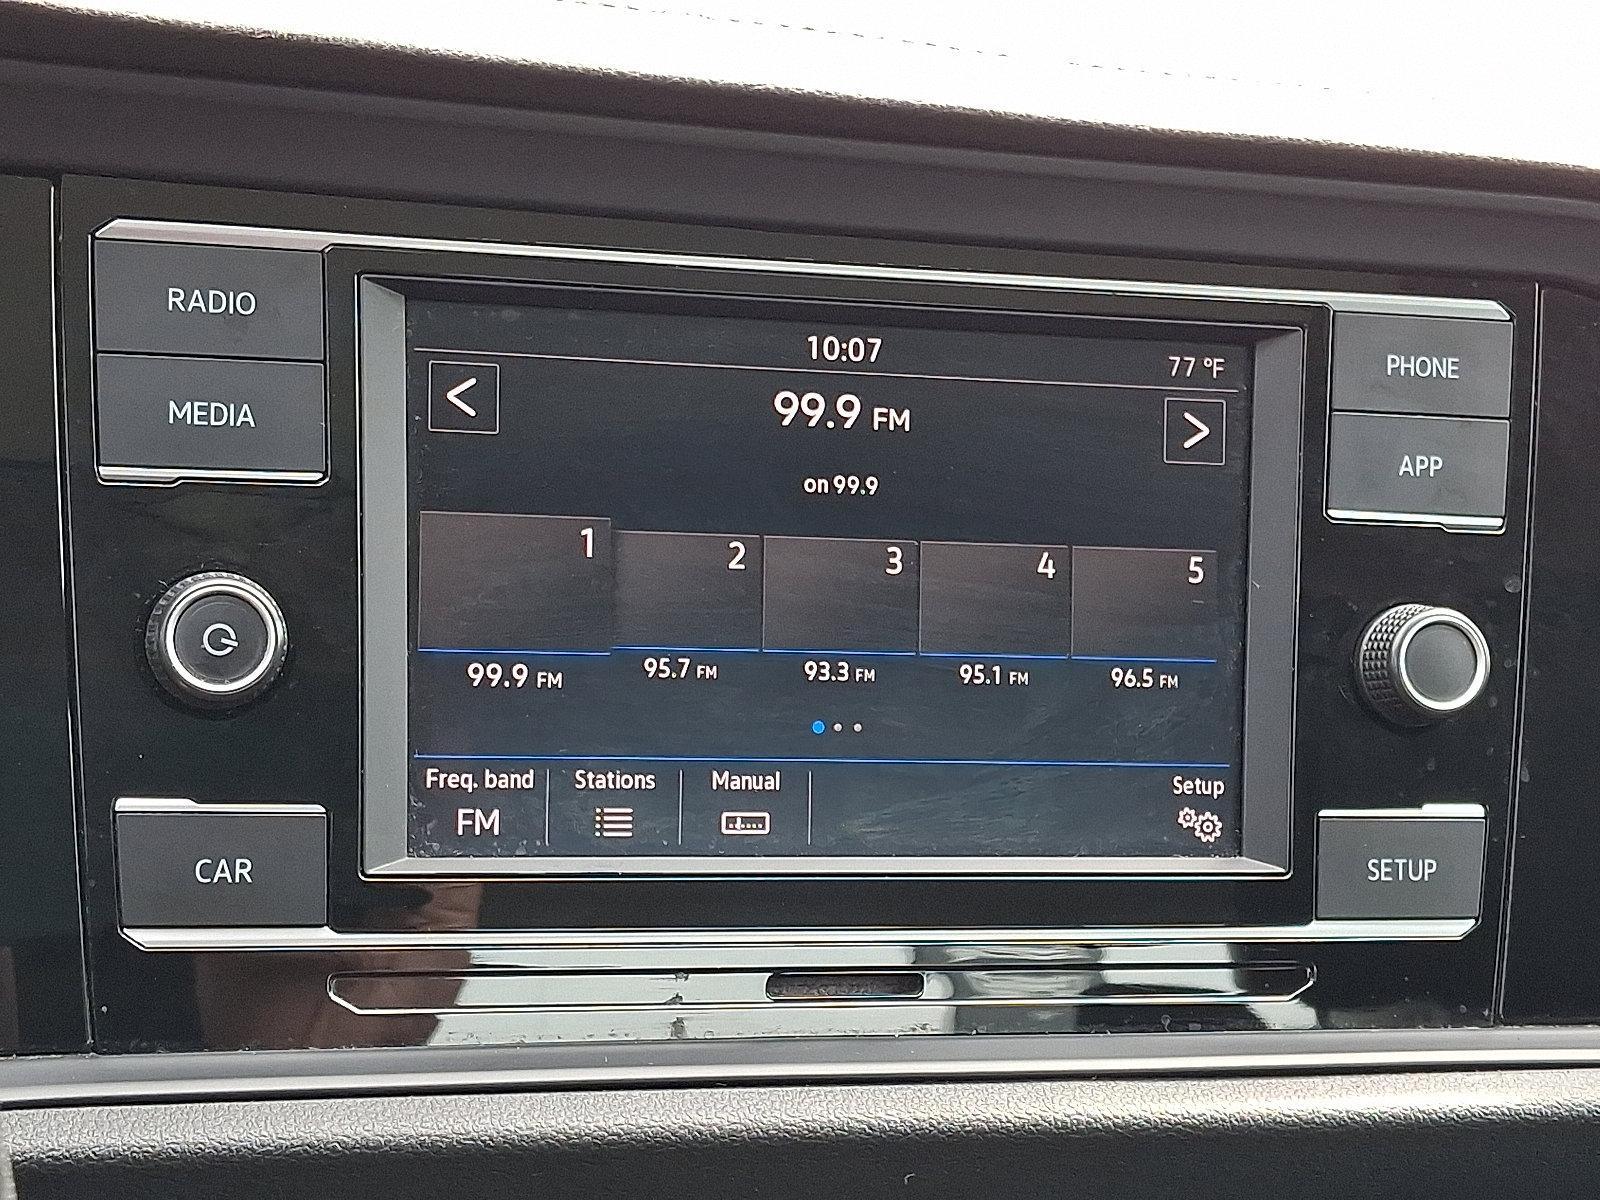 RADIO
MEDIA
CAR
PHONE
APP
SETUP
10:07
77 °F
<
99.9 FM
>
on 99.9
1
2
3
4
5
99.9 FM
95.7 FM
93.3 FM
95.1 FM
96.5 FM
Freq. band
Stations
Manual
Setup
FM